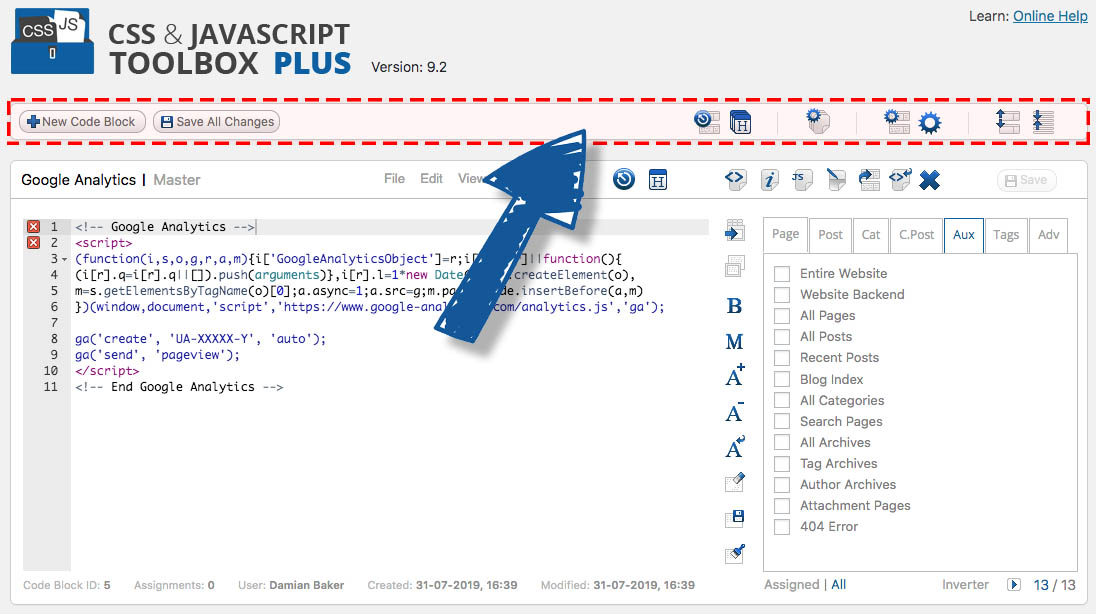 CSS JS
Learn: Online Help
CSS & JAVASCRIPT
TOOLBOX PLUS Version: 9.2
New Code Block Save All Changes
H
Google Analytics | Master File Edit View H i JS Save
1 <!-- Google Analytics -->
2 <script>
3 (function(i,s,o,g,r,a,m){i['GoogleAnalyticsObject']=r;i[ ]||function(){
4 (i[r].q=i[r].q||[]).push(arguments)},i[r].l=1*new Date createElement(o),
5 m=s.getElementsByTagName(o)[0];a.async=1;a.src=g;m.pa de.insertBefore(a,m)
6 })(window,document,'script','https://www.google-anal com/analytics.js','ga');
7
8 ga('create', 'UA-XXXXX-Y', 'auto');
9 ga('send', 'pageview');
10 </script>
11 <!-- End Google Analytics -->
B
M
A+
A-
A
Page Post Cat C.Post Aux Tags Adv
Entire Website
Website Backend
All Pages
All Posts
Recent Posts
Blog Index
All Categories
Search Pages
All Archives
Tag Archives
Author Archives
Attachment Pages
404 Error
Code Block ID: 5 Assignments: 0 User: Damian Baker Created: 31-07-2019, 16:39 Modified: 31-07-2019, 16:39
Assigned | All Inverter 13 / 13